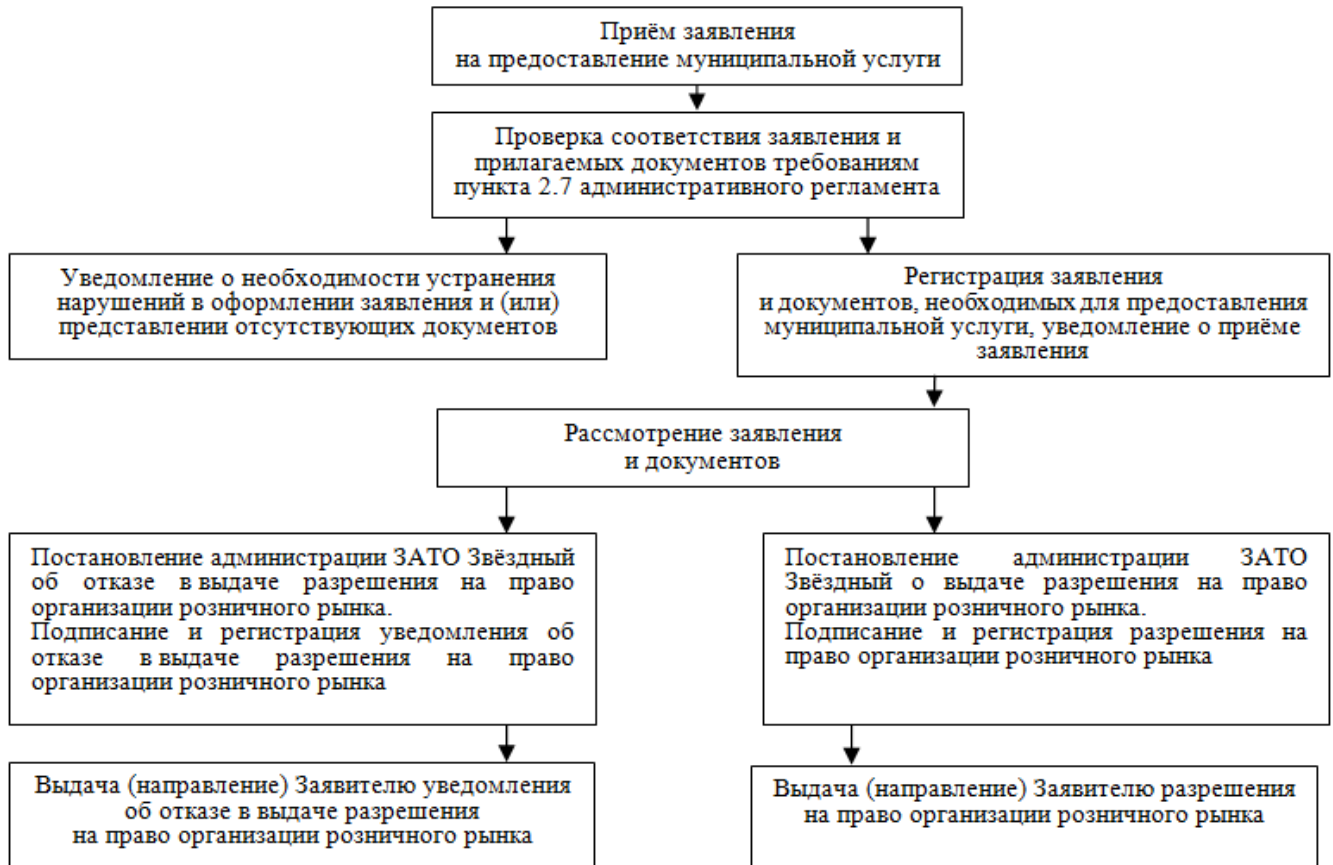 Приём заявления
на предоставление муниципальной услуги
Проверка соответствия заявления и
прилагаемых документов требованиям
пункта 2.7 административного регламента
Уведомление о необходимости устранения
нарушений в оформлении заявления и (или)
представлении отсутствующих документов
Регистрация заявления
и документов, необходимых для предоставления
муниципальной услуги, уведомление о приёме
заявления
Рассмотрение заявления
и документов
Постановление администрации ЗАТО Звёздный
об отказе в выдаче разрешения на право
организации розничного рынка.
Подписание и регистрация уведомления об
отказе в выдаче разрешения на право
организации розничного рынка
Постановление администрации ЗАТО
Звёздный о выдаче разрешения на право
организации розничного рынка.
Подписание и регистрация разрешения на
право организации розничного рынка
Выдача (направление) Заявителю уведомления
об отказе в выдаче разрешения
на право организации розничного рынка
Выдача (направление) Заявителю разрешения
на право организации розничного рынка